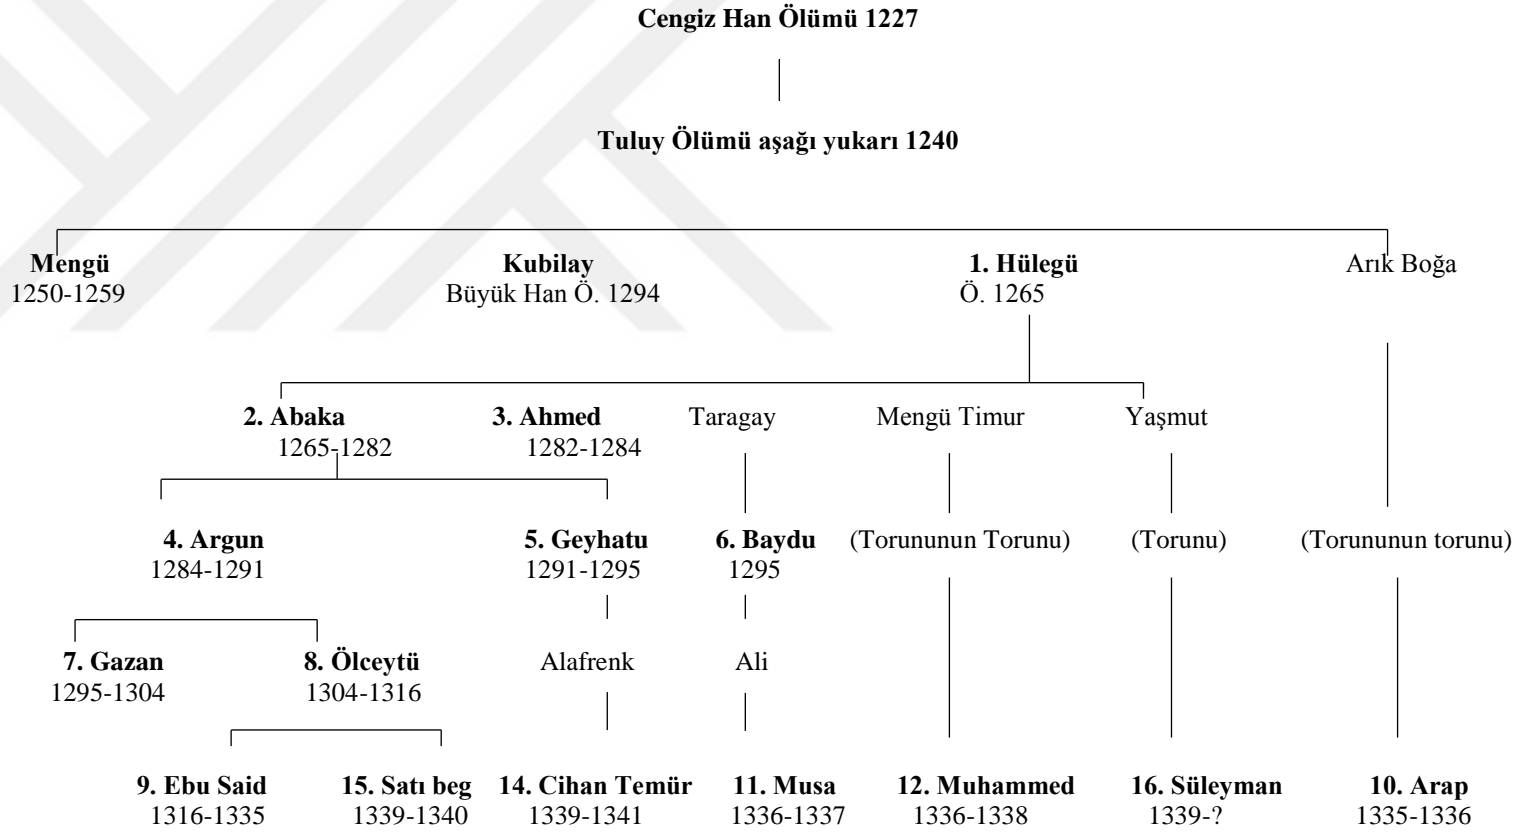 Cengiz Han Ölümü 1227
Tuluy Ölümü aşağı yukarı 1240
Mengü Kubilay 1. Hülegü Arık Boğa
1250-1259 Büyük Han Ö. 1294 Ö. 1265
2. Abaka 3. Ahmed Taragay Mengü Timur Yaşmut
1265-1282 1282-1284
4. Argun 5. Geyhatu 6. Baydu (Torununun Torunu) (Torunu) (Torununun torunu)
1284-1291 1291-1295 1295
7. Gazan 8. Ölceytü Alafrenk Ali
1295-1304 1304-1316
9. Ebu Said 15. Satı beg 14. Cihan Temür 11. Musa 12. Muhammed 16. Süleyman 10. Arap
1316-1335 1339-1340 1339-1341 1336-1337 1336-1338 1339-? 1335-1336